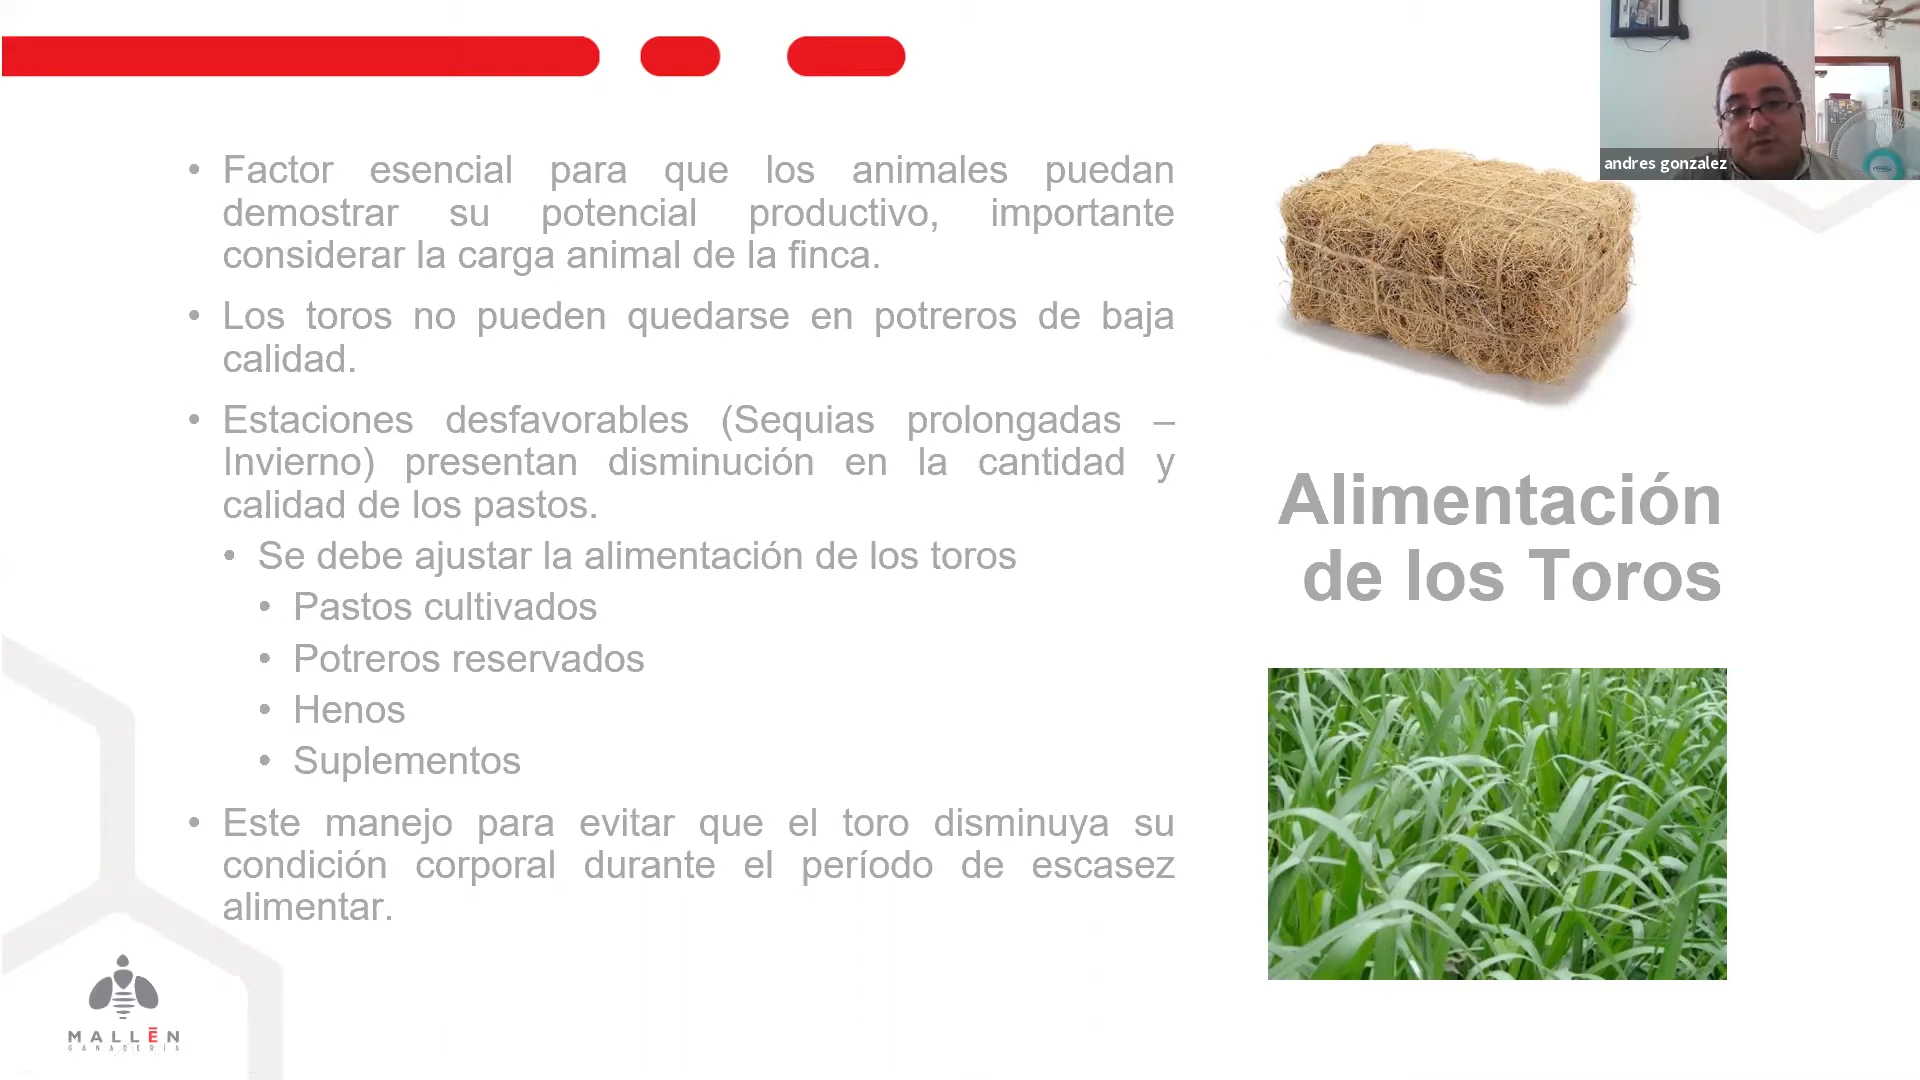 andres gonzalez
• Factor esencial para que los animales puedan
demostrar su potencial productivo, importante
considerar la carga animal de la finca.
• Los toros no pueden quedarse en potreros de baja
calidad.
• Estaciones desfavorables (Sequias prolongadas –
Invierno) presentan disminución en la cantidad y
calidad de los pastos.
• Se debe ajustar la alimentación de los toros
• Pastos cultivados
• Potreros reservados
• Henos
• Suplementos
• Este manejo para evitar que el toro disminuya su
condición corporal durante el período de escasez
alimentar.
Alimentación
de los Toros
MALLĒN
GANADERÍA